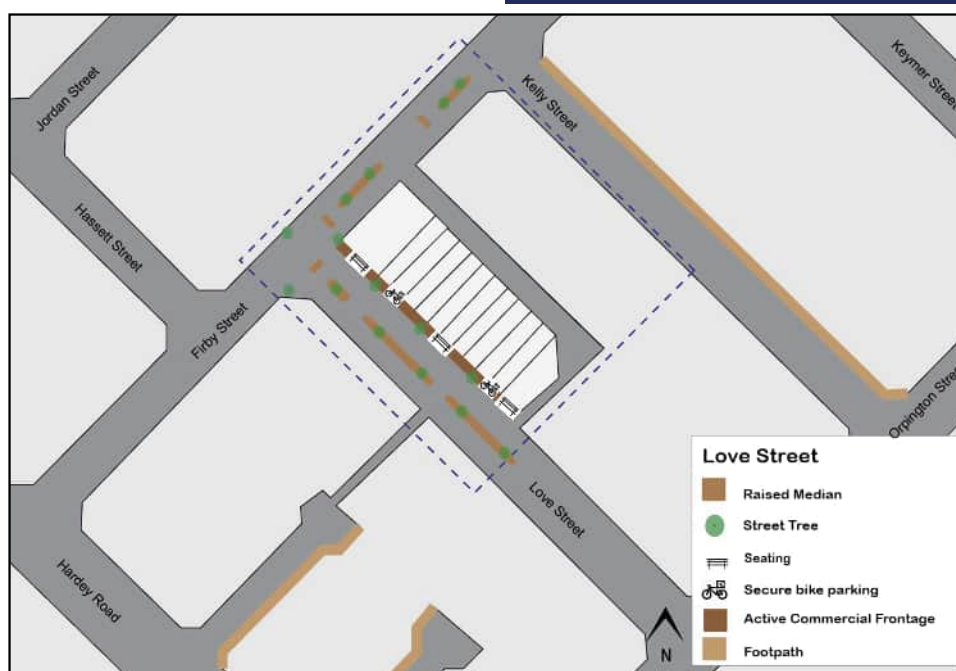 Jordan Street
Kelly Street
Keymer Street
Hassett Street
Firby Street
Orpington Street
Love Street
Hardey Road
Love Street
Raised Median
Street Tree
Seating
Secure bike parking
Active Commercial Frontage
Footpath
N